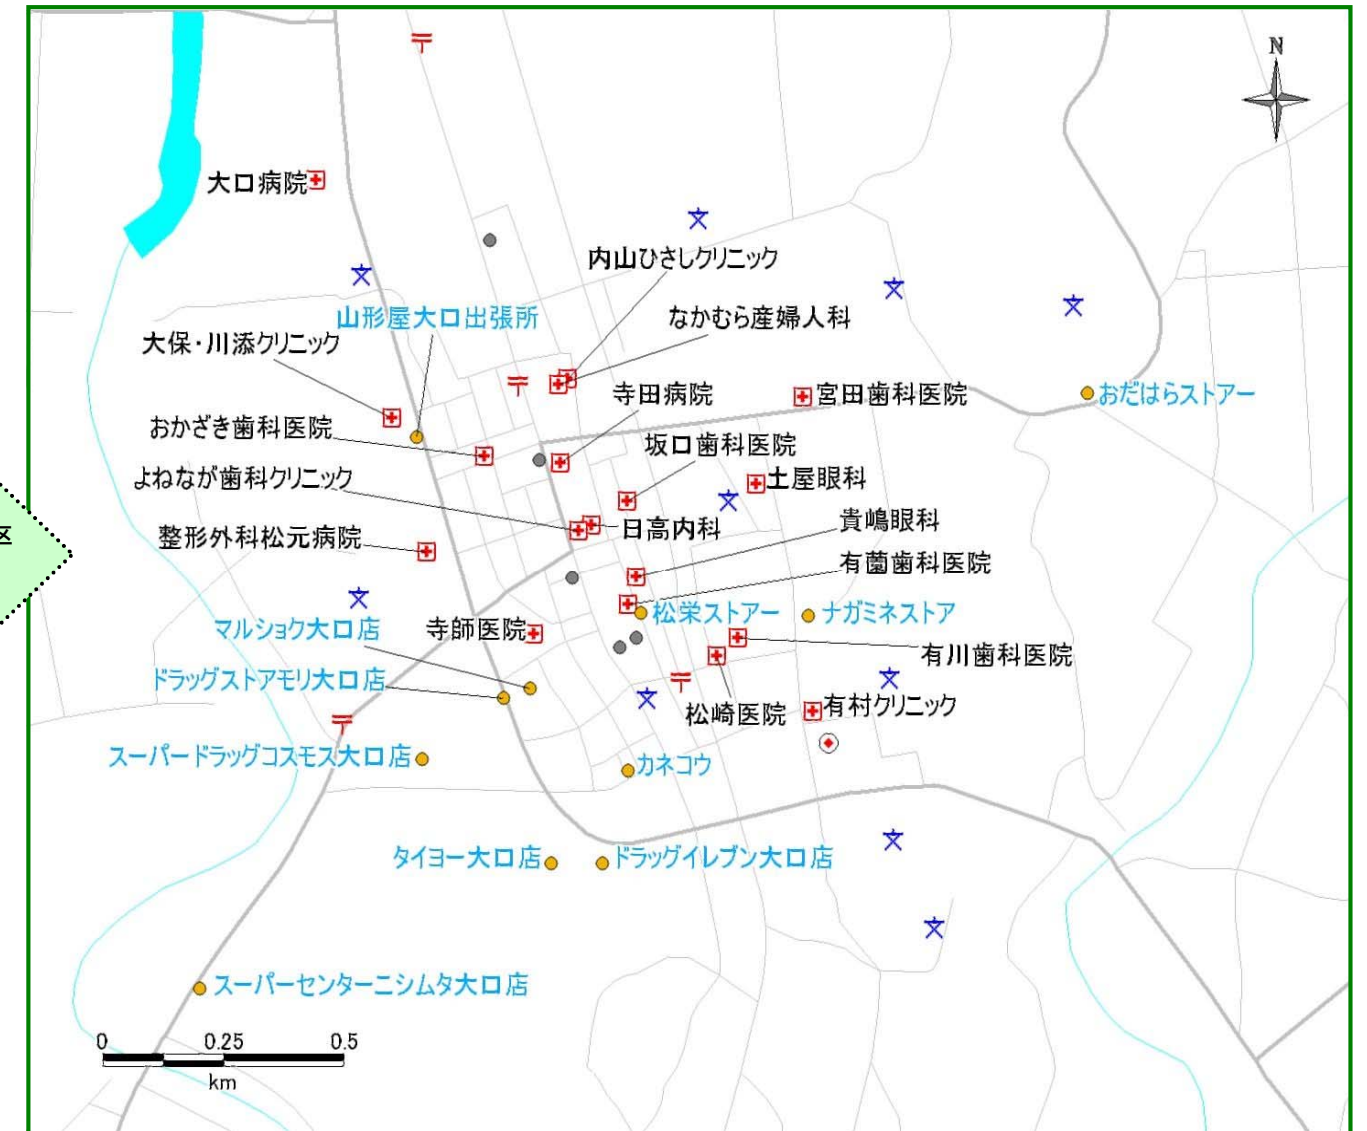 N
大口病院
内山ひさしクリニック
山形屋大口出張所
なかむら産婦人科
大保・川添クリニック
寺田病院
宮田歯科医院
おだはらストアー
おかざき歯科医院
坂口歯科医院
よねなが歯科クリニック
土屋眼科
貴嶋眼科
日高内科
区
整形外科松元病院
有薗歯科医院
松栄ストアー
ナガミネストア
マルショク大口店
寺師医院
有川歯科医院
ドラッグストアモリ大口店
松崎医院
有村クリニック
スーパードラッグコスモス大口店
カネコウ
タイヨー大口店
ドラッグイレブン大口店
スーパーセンターニシムタ大口店
0 0.25 0.5
km